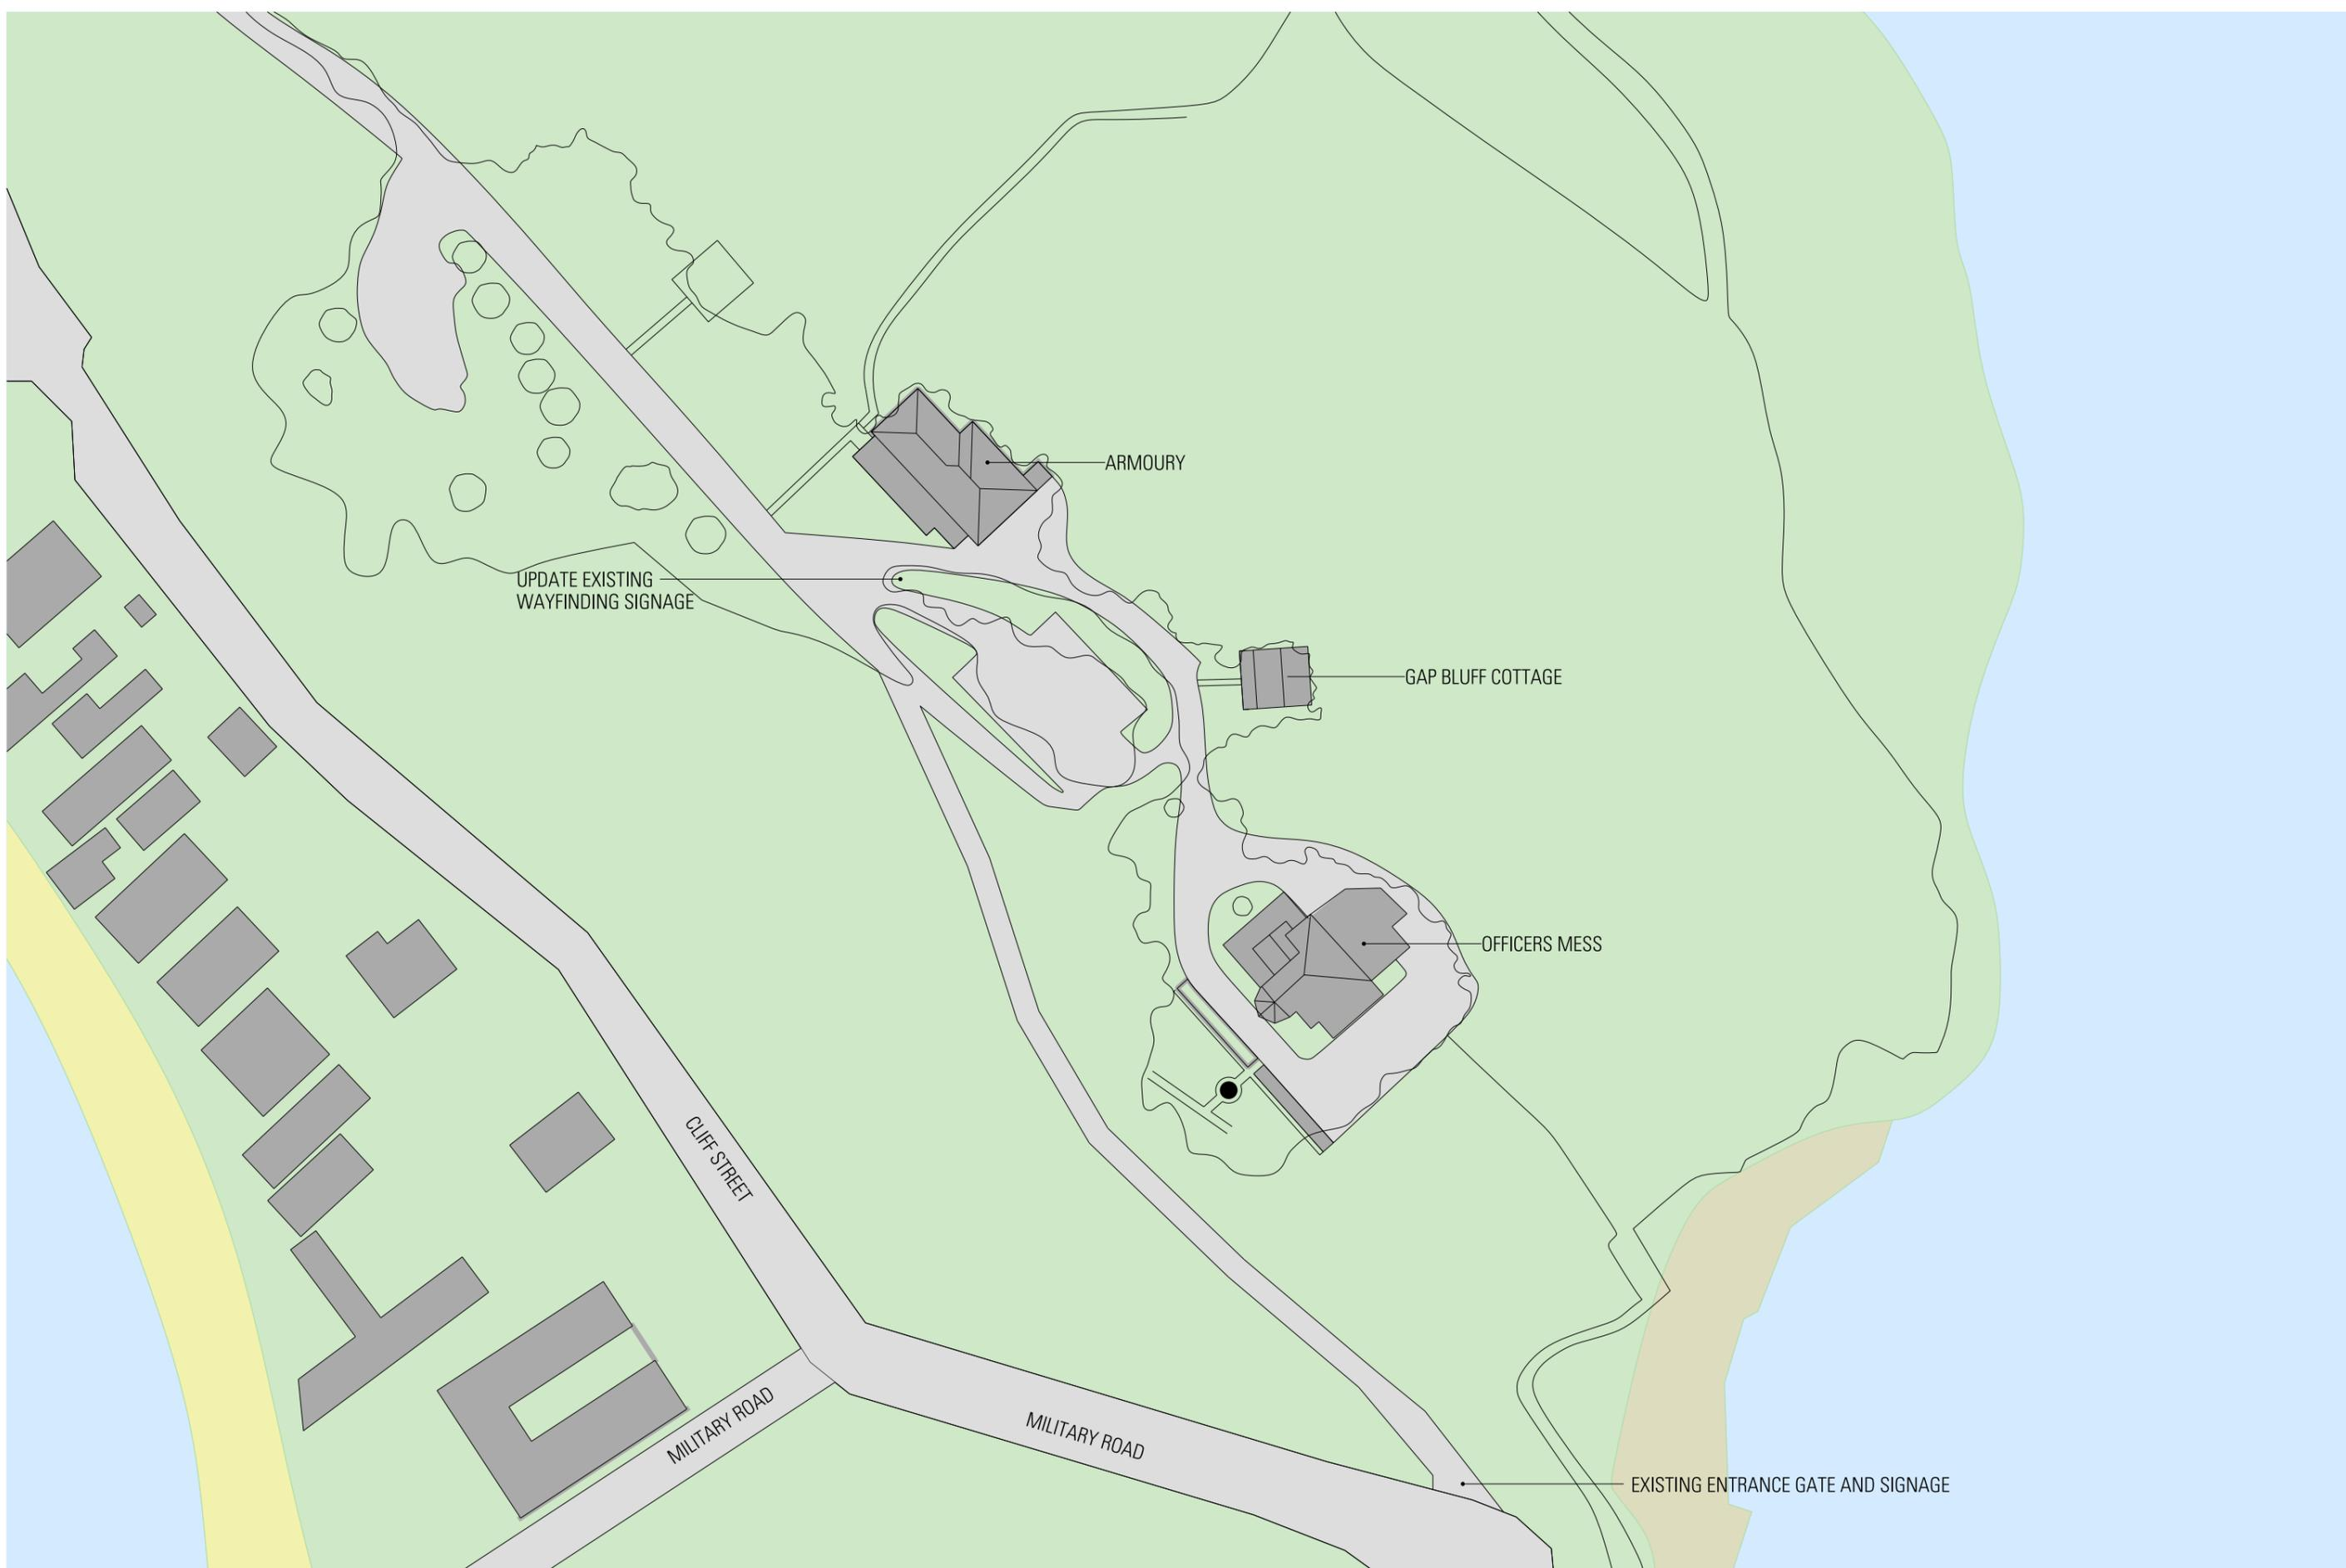 ARMOURY
UPDATE EXISTING
WAYFINDING SIGNAGE
GAP BLUFF COTTAGE
OFFICERS MESS
CLIFF STREET
MILITARY ROAD
MILITARY ROAD
EXISTING ENTRANCE GATE AND SIGNAGE